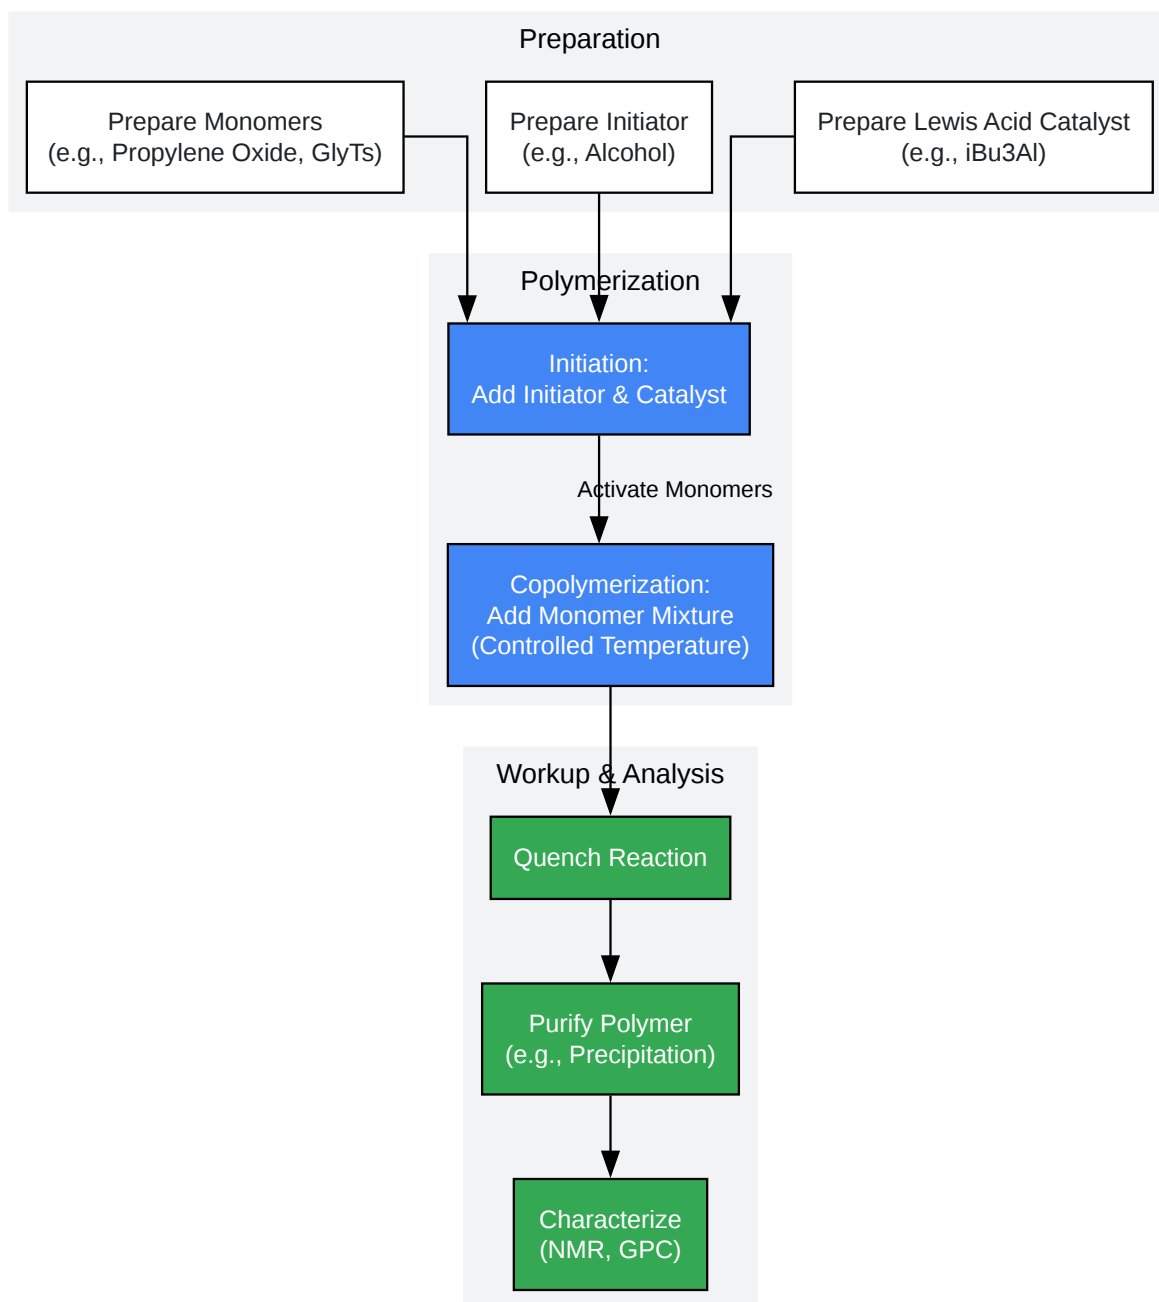 Preparation
Prepare Monomers
(e.g., Propylene Oxide, GlyTs)
Prepare Initiator
(e.g., Alcohol)
Prepare Lewis Acid Catalyst
(e.g., iBu3Al)
Polymerization
Initiation:
Add Initiator & Catalyst
Activate Monomers
Copolymerization:
Add Monomer Mixture
(Controlled Temperature)
Workup & Analysis
Quench Reaction
Purify Polymer
(e.g., Precipitation)
Characterize
(NMR, GPC)